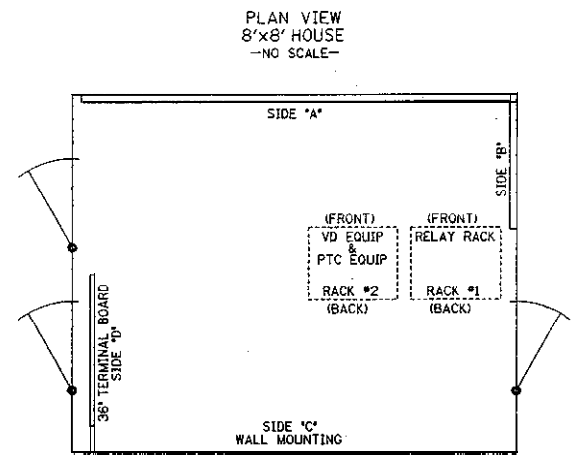 PLAN VIEW
8'x8' HOUSE
-NO SCALE-
SIDE "A"
SIDE "B"
(FRONT)
VD EQUIP
&
PTC EQUIP
RACK #2
(BACK)
(FRONT)
RELAY RACK
RACK #1
(BACK)
36" TERMINAL BOARD
SIDE "D"
SIDE "C"
WALL MOUNTING